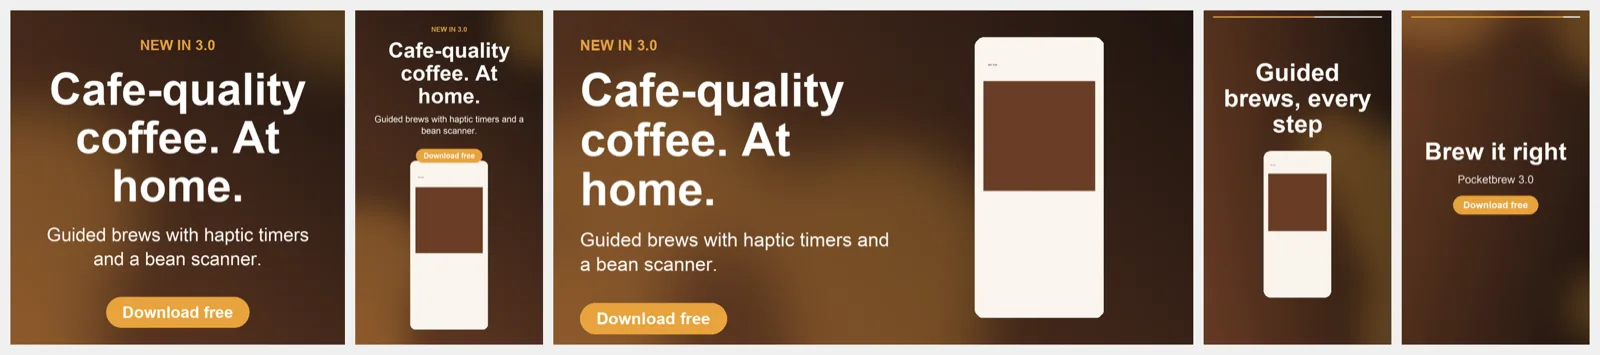 NEW IN 3.0
Cafe-quality
coffee. At
home.
Guided brews with haptic timers
and a bean scanner.
Download free
NEW IN 3.0
Cafe-quality
coffee. At
home.
Guided brews with haptic timers and a
bean scanner.
Download free
NEW IN 3.0
Cafe-quality
coffee. At
home.
Guided brews with haptic timers and
a bean scanner.
Download free
Guided
brews, every
step
Brew it right
Pocketbrew 3.0
Download free